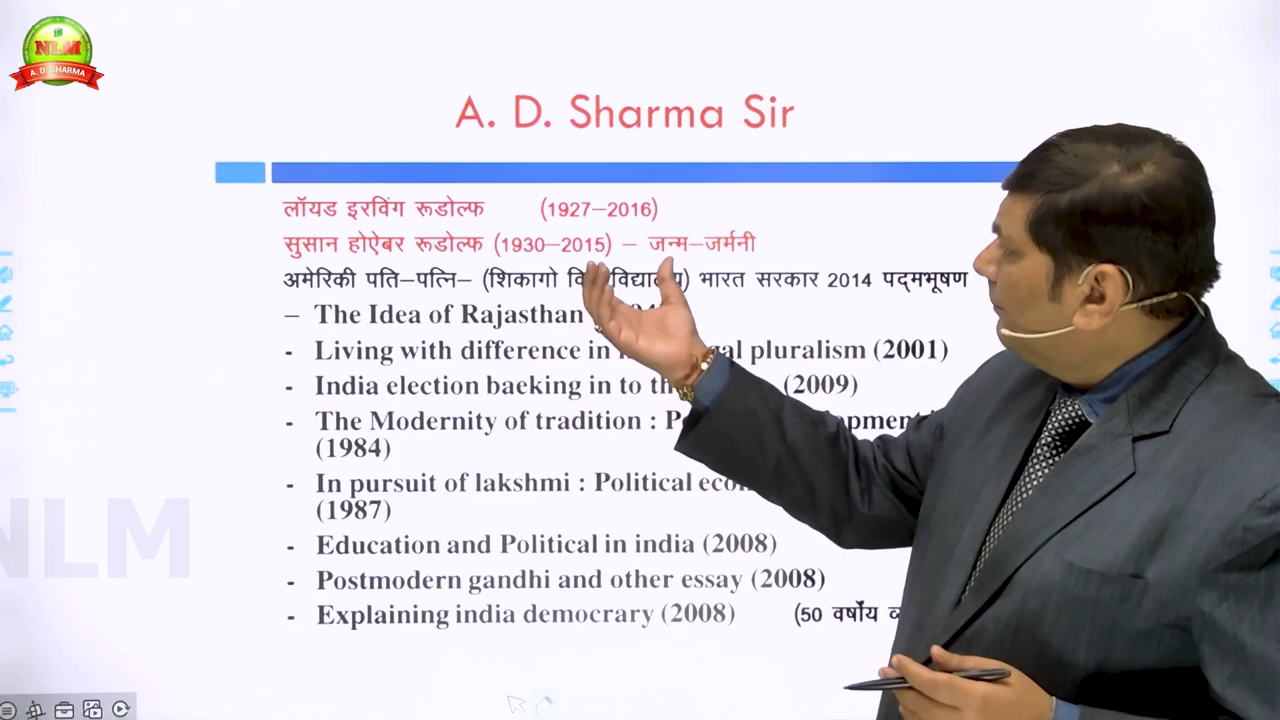 NLM
A. D. SHARMA
A. D. Sharma Sir
लॉयड इरविंग रूडोल्फ (1927–2016)
सुसान होऐबर रूडोल्फ (1930–2015) – जन्म–जर्मनी
अमेरिकी पति–पत्नि– (शिकागो भारत सरकार 2014 पद्मभूषण
– The Idea of Rajasthan
- Living with difference in pluralism (2001)
- India election baeking in to (2009)
- The Modernity of tradition :
(1984)
- In pursuit of lakshmi : Political
(1987)
- Education and Political in india (2008)
- Postmodern gandhi and other essay (2008)
- Explaining india democrary (2008) (50 वर्षोंय
NLM